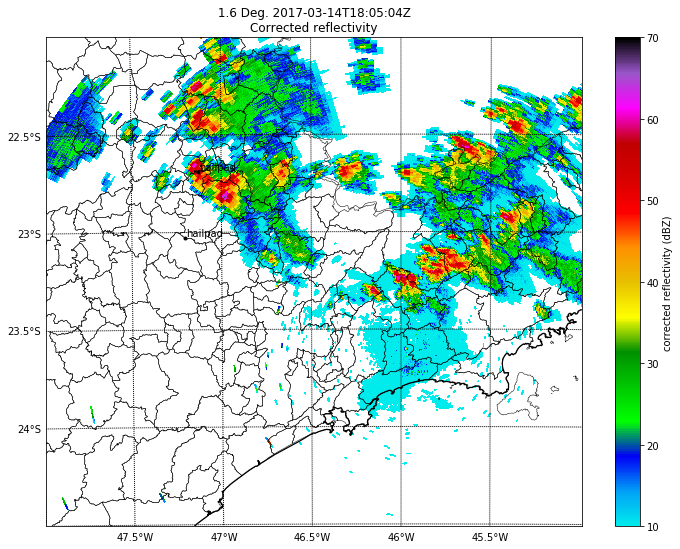 1.6 Deg. 2017-03-14T18:05:04Z
Corrected reflectivity
22.5°S
23°S
23.5°S
24°S
47.5°W
47°W
46.5°W
46°W
45.5°W
hailpad
70
60
50
40
30
20
10
corrected reflectivity (dBZ)